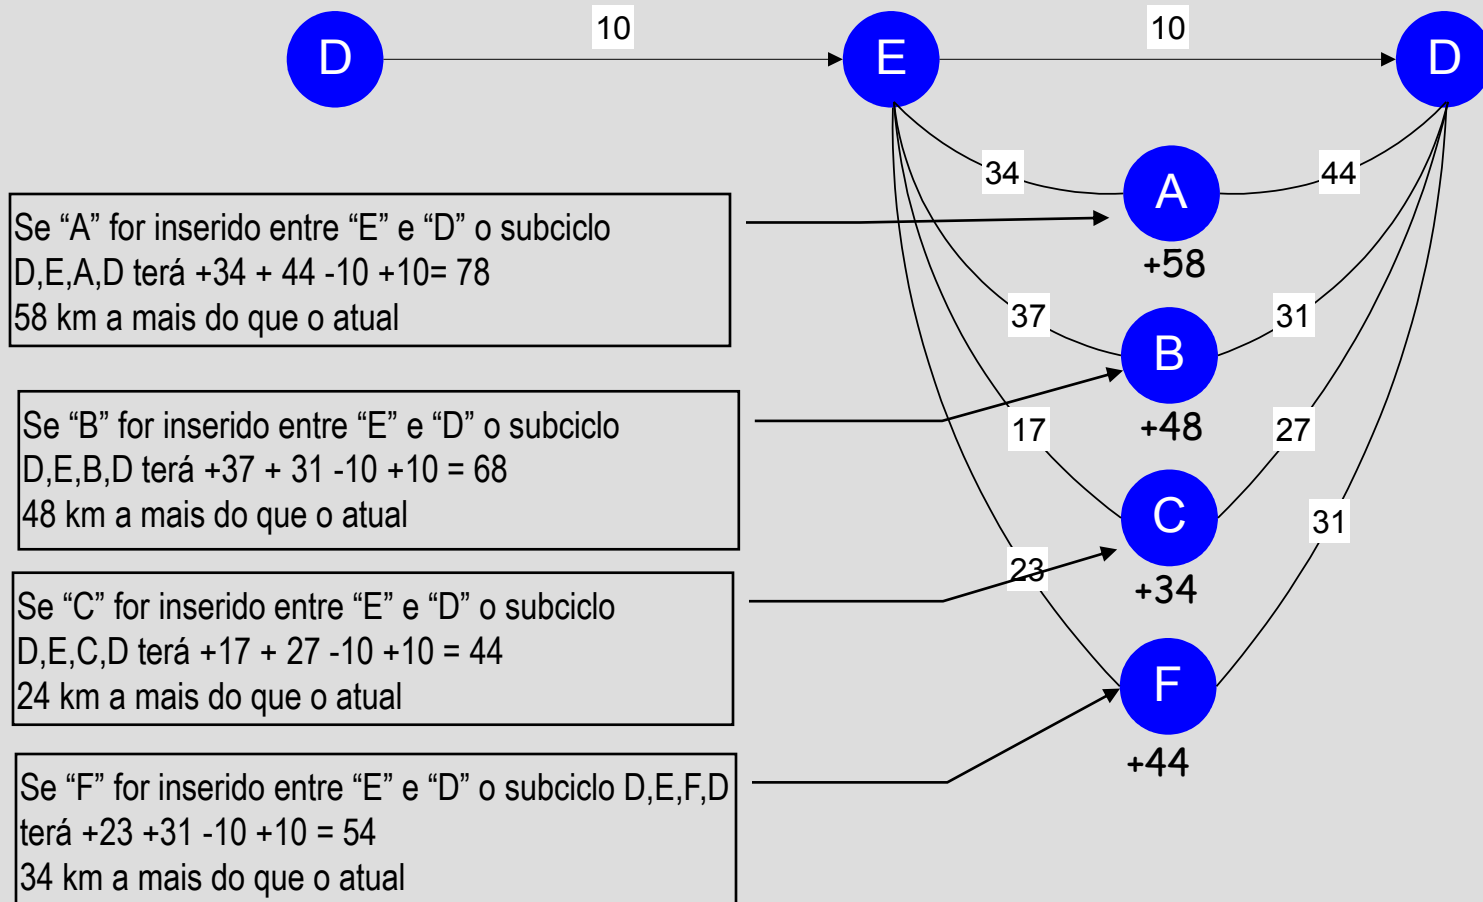 10
10
D
E
D
34
44
A
+58
Se “A” for inserido entre “E” e “D” o subciclo
D,E,A,D terá +34 + 44 -10 +10= 78
58 km a mais do que o atual
37
31
B
+48
Se “B” for inserido entre “E” e “D” o subciclo
D,E,B,D terá +37 + 31 -10 +10 = 68
48 km a mais do que o atual
17
27
C
+34
Se “C” for inserido entre “E” e “D” o subciclo
D,E,C,D terá +17 + 27 -10 +10 = 44
24 km a mais do que o atual
23
31
F
+44
Se “F” for inserido entre “E” e “D” o subciclo D,E,F,D
terá +23 +31 -10 +10 = 54
34 km a mais do que o atual